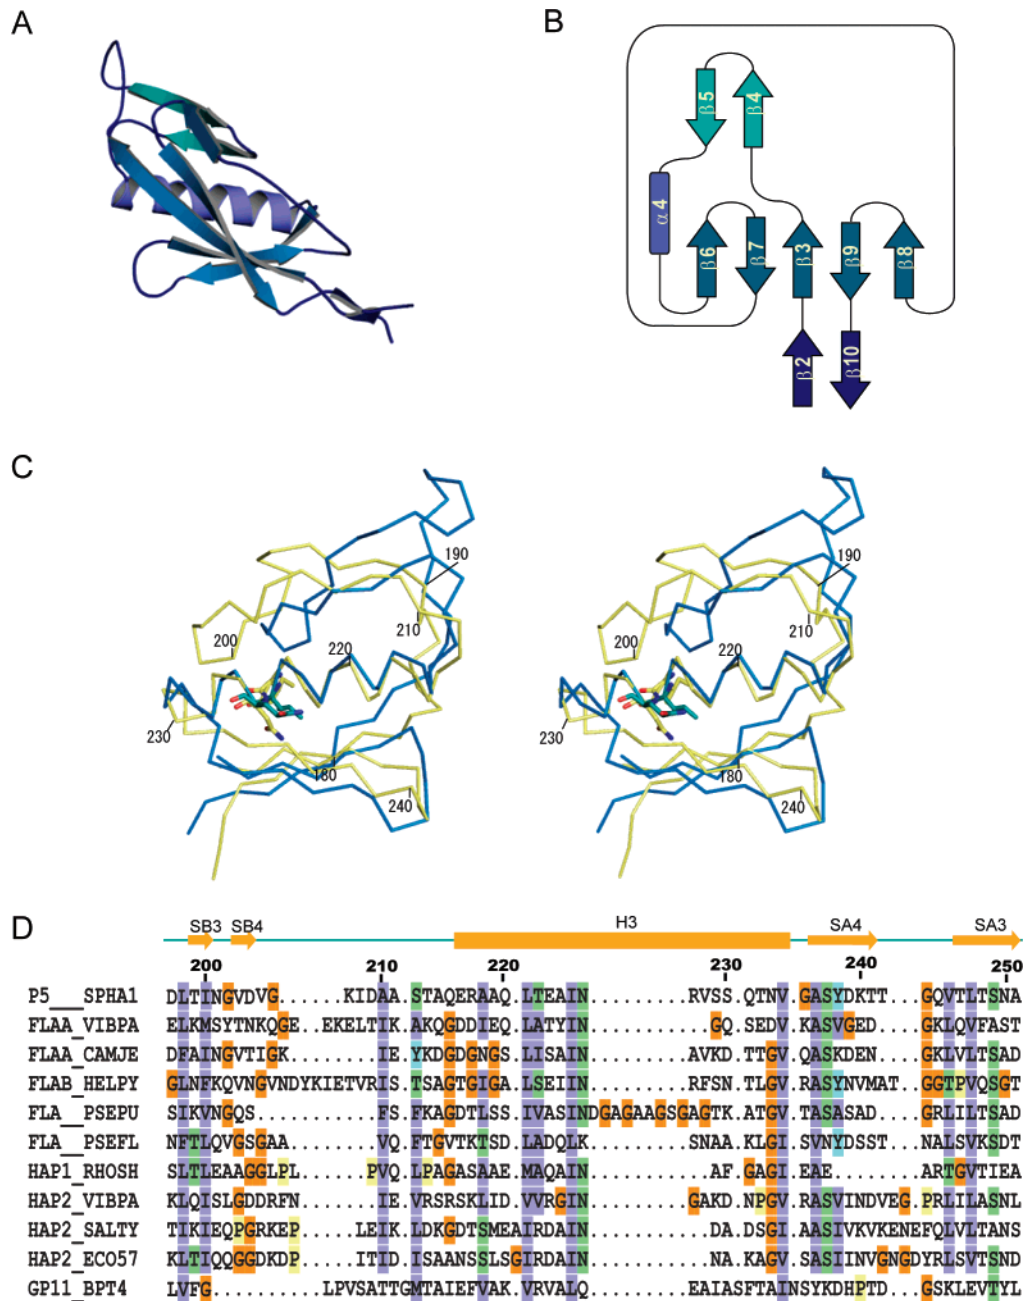 A
B
β5
β4
α4
β6
β7
β3
β9
β8
β2
β10
C
190
210
200
220
230
180
240
190
210
200
220
230
180
240
D
SB3 SB4 H3 SA4 SA3
200 210 220 230 240 250
P5___SPHA1 DLTINGVDVG......KIDAA.STAQERAAQ.LTEAIN..........RVSS.QTNV.GASYDKTT...GQVTLTSNA
FLAA_VIBPA ELKMSYTNKQGE..EKELTIK.AKQGDDIEQ.LATYIN..........GQ.SEDV.KASVGED....GKLQVFAST
FLAA_CAMJE DFAINGVTIGK......IE.YKDGDGNGS.LISAIN..........AVKD.TTGV.QASKDEN....GKLVLTSAD
FLAB_HELPY GLNFKQVNGVNDYKIETVRIS.TSAGTGIGA.LSEIIN..........RFSN.TLGV.RASYNVMAT..GGTPVQSGT
FLA__PSEPU SIKVNGQS.........FS.FKAGDTLSS.IVASINDGAGAAGSGAGTK.ATGV.TASASAD....GRLILTSAD
FLA__PSEFL NFTLQVGSGAA......VQ.FTGVTKTSD.LADQLK..........SNAA.KLGI.SVNYDSST...NALSVKSDT
HAP1_RHOSH SLTLEAAGGLPL.....PVQ.LPAGASAAE.MAQAIN..........AF.GAGIEAE........ARTGVTIEA
HAP2_VIBPA KLQISLGDDRFN......IE.VRSRSKLID.VVRGIN..........GAKD.NPGV.RASVINDVEG.PRLILASNL
HAP2_SALTY TIKIEQPGRKEP.....LEIK.LDKGDTSMEAIRDAIN..........DA.DSGI.AASIVKVKENEFQLVLTANS
HAP2_ECO57 KLTIQQGGDKDP.....ITID.ISAANSSLSGIRDAIN..........NA.KAGV.SASIINVGNGDYRLSVTSND
GP11_BPT4 LVFG..........LPVSATTGMTAIEFVAK.VRVALQ.........EAIASFTAINSYKDHPTD...GSKLEVTYL